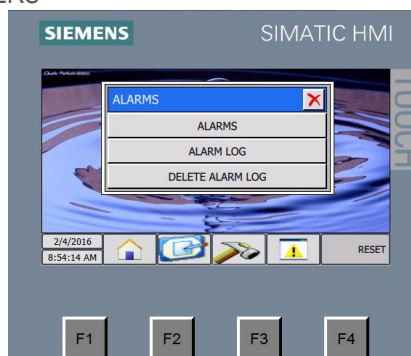 SIEMENS
SIMATIC HMI
TOUCH
ALARMS
ALARMS
ALARM LOG
DELETE ALARM LOG
2/4/2016
8:54:14 AM
RESET
F1
F2
F3
F4